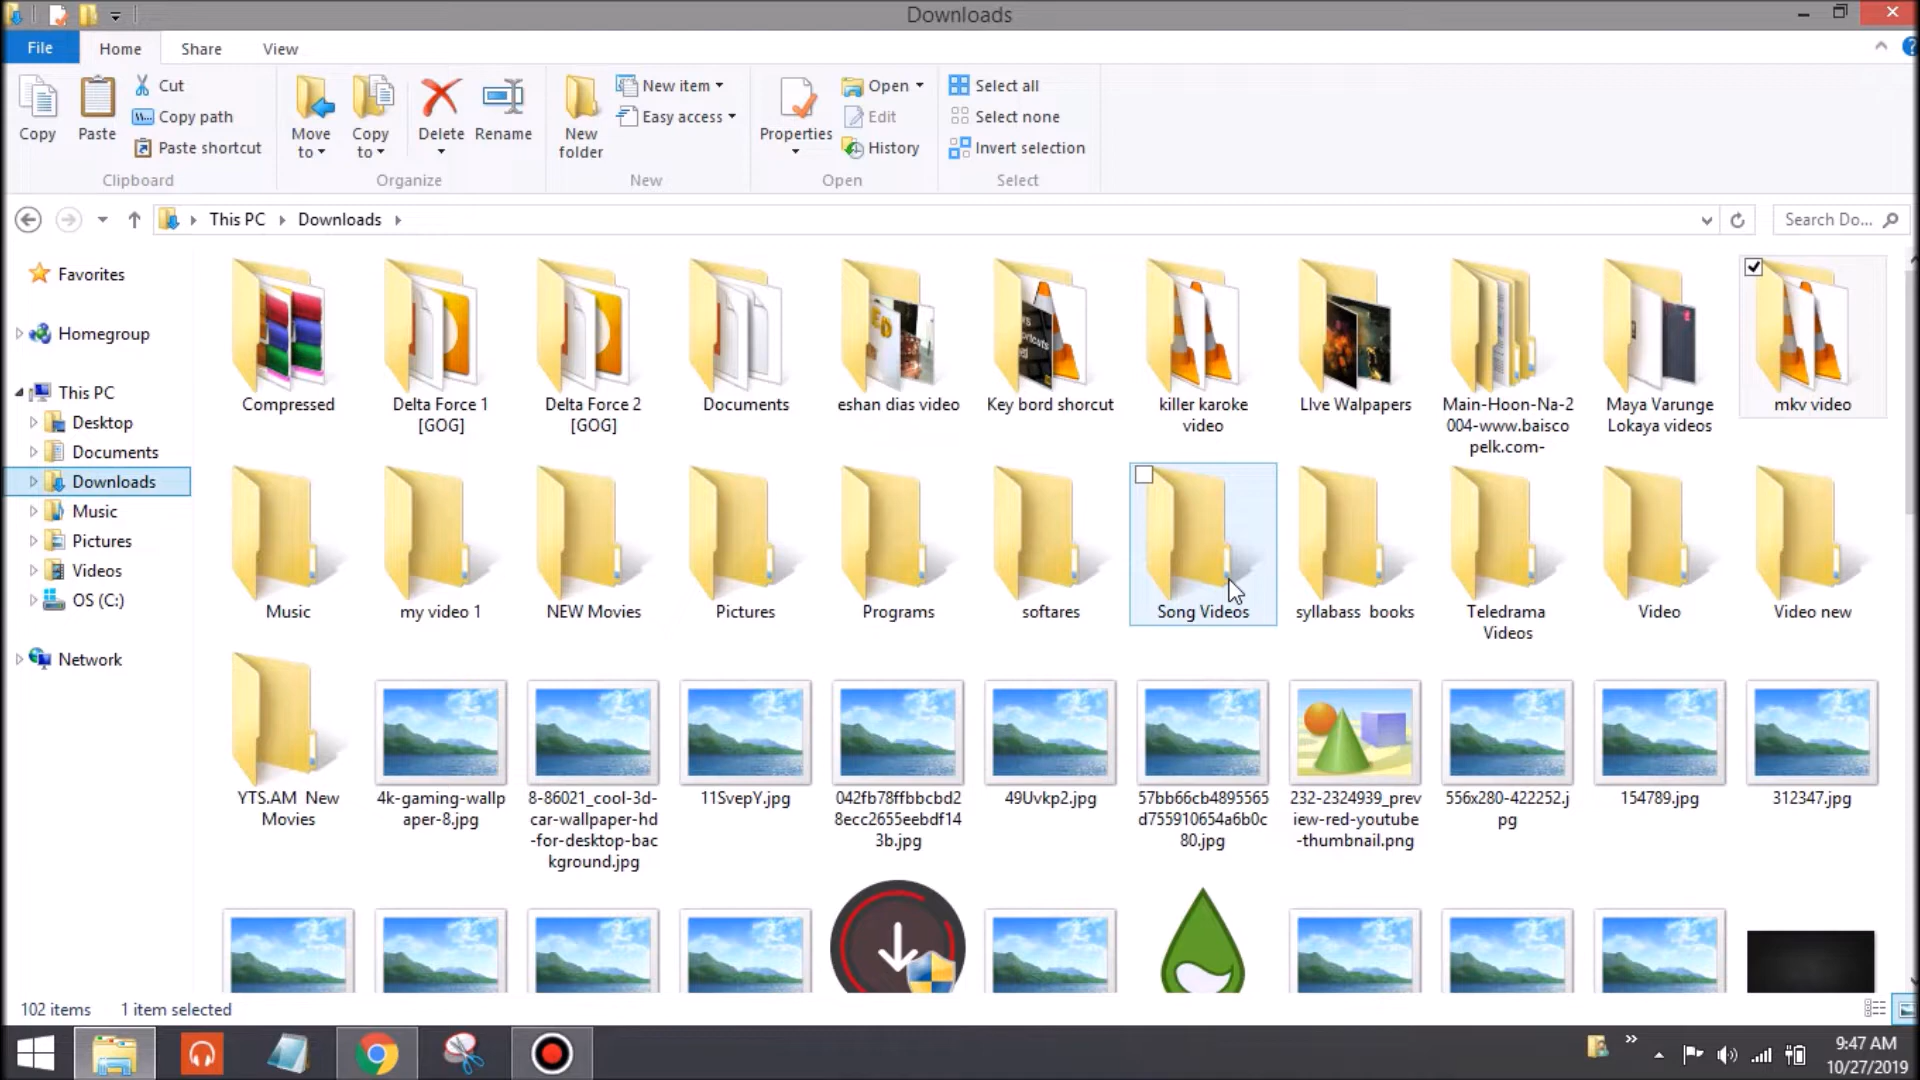 Downloads
File Home Share View
Copy
Paste
Cut
Copy path
Paste shortcut
Clipboard
Move
to
Copy
to
Delete
Rename
Organize
New
folder
New item
Easy access
New
Properties
Open
Edit
History
Open
Select all
Select none
Invert selection
Select
This PC Downloads
Search Do...
Favorites
Homegroup
This PC
Desktop
Documents
Downloads
Music
Pictures
Videos
OS (C:)
Network
Compressed
Delta Force 1
[GOG]
Delta Force 2
[GOG]
Documents
eshan dias video
Key bord shorcut
killer karoke
video
LIve Walpapers
Main-Hoon-Na-2
004-www.baisco
pelk.com-
Maya Varunge
Lokaya videos
mkv video
Music
my video 1
NEW Movies
Pictures
Programs
softares
Song Videos
syllabass books
Teledrama
Videos
Video
Video new
YTS.AM New
Movies
4k-gaming-wallp
aper-8.jpg
8-86021_cool-3d-
car-wallpaper-hd
-for-desktop-bac
kground.jpg
11SvepY.jpg
042fb78ffbbcbd2
8ecc2655eebdf14
3b.jpg
49Uvkp2.jpg
57bb66cb4895565
d755910654a6b0c
80.jpg
232-2324939_prev
iew-red-youtube
-thumbnail.png
556x280-422252.j
pg
154789.jpg
312347.jpg
102 items 1 item selected
9:47 AM
10/27/2019